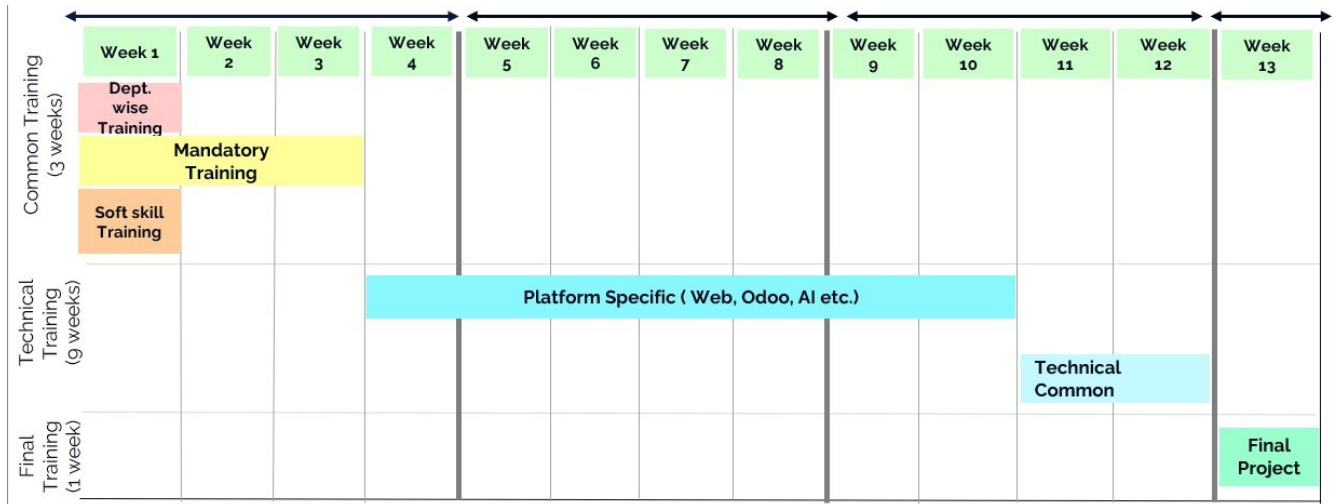 Week 1
Week
2
Week
3
Week
4
Week
5
Week
6
Week
7
Week
8
Week
9
Week
10
Week
11
Week
12
Week
13
Common Training
(3 weeks)
Dept.
wise
Training
Mandatory
Training
Soft skill
Training
Technical
Training
(9 weeks)
Platform Specific ( Web, Odoo, AI etc.)
Technical
Common
Final
Training
(1 week)
Final
Project